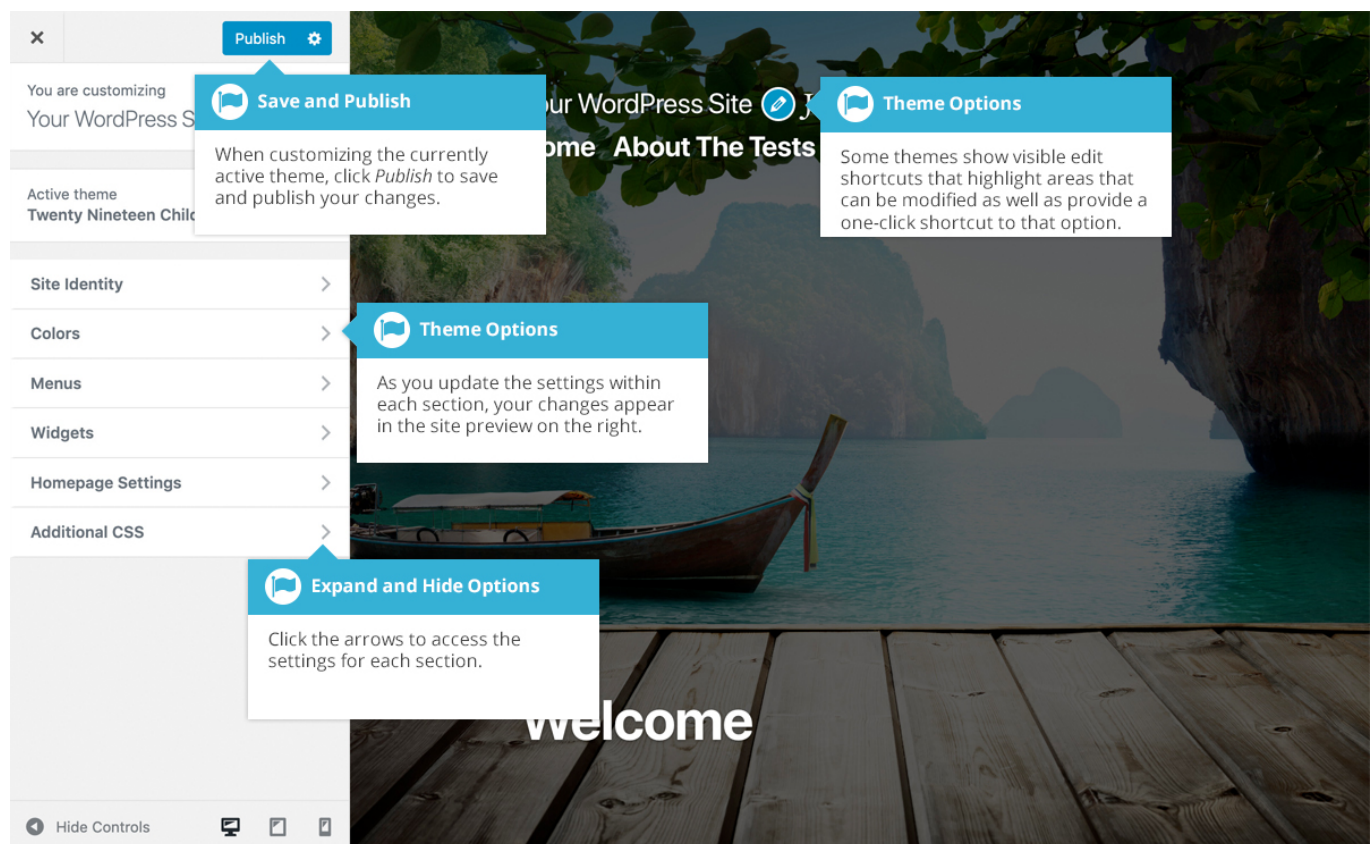 Publish
You are customizing
Your WordPress S
Active theme
Twenty Nineteen Chil
Site Identity
Colors
Menus
Widgets
Homepage Settings
Additional CSS
Hide Controls
Save and Publish
When customizing the currently
active theme, click Publish to save
and publish your changes.
ur WordPress Site
ome About The Tests
Theme Options
Some themes show visible edit
shortcuts that highlight areas that
can be modified as well as provide a
one-click shortcut to that option.
Theme Options
As you update the settings within
each section, your changes appear
in the site preview on the right.
Expand and Hide Options
Click the arrows to access the
settings for each section.
Welcome